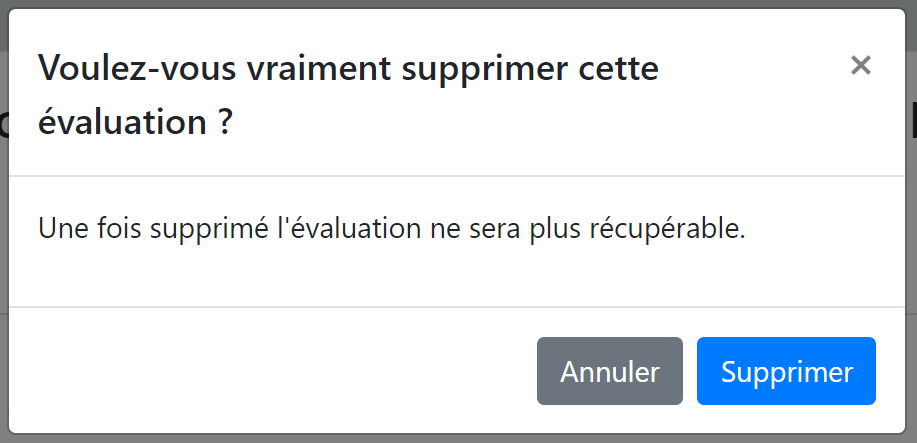 Voulez-vous vraiment supprimer cette
évaluation ?
Une fois supprimé l'évaluation ne sera plus récupérable.
Annuler
Supprimer